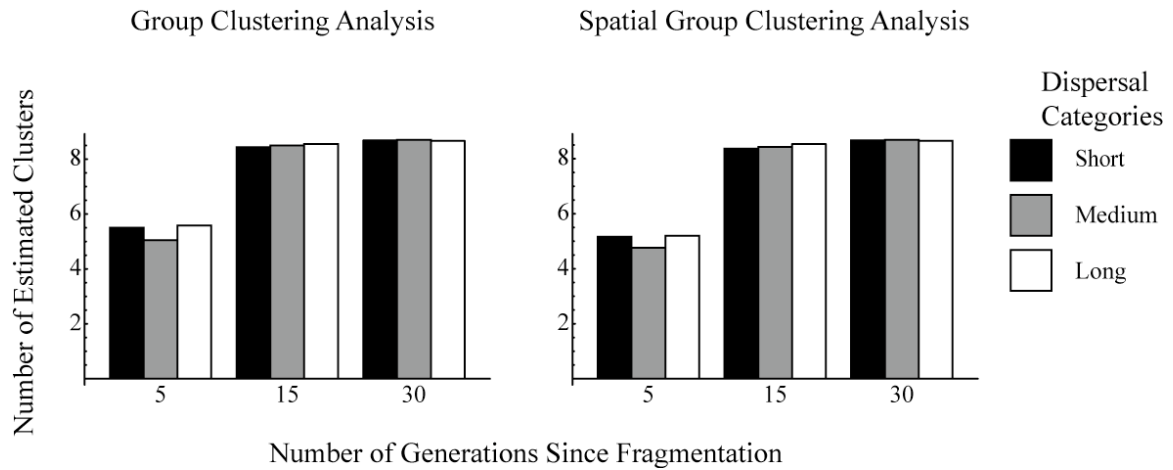 Group Clustering Analysis
Spatial Group Clustering Analysis
Number of Estimated Clusters
8
6
4
2
5
15
30
8
6
4
2
5
15
30
Number of Generations Since Fragmentation
Dispersal
Categories
Short
Medium
Long